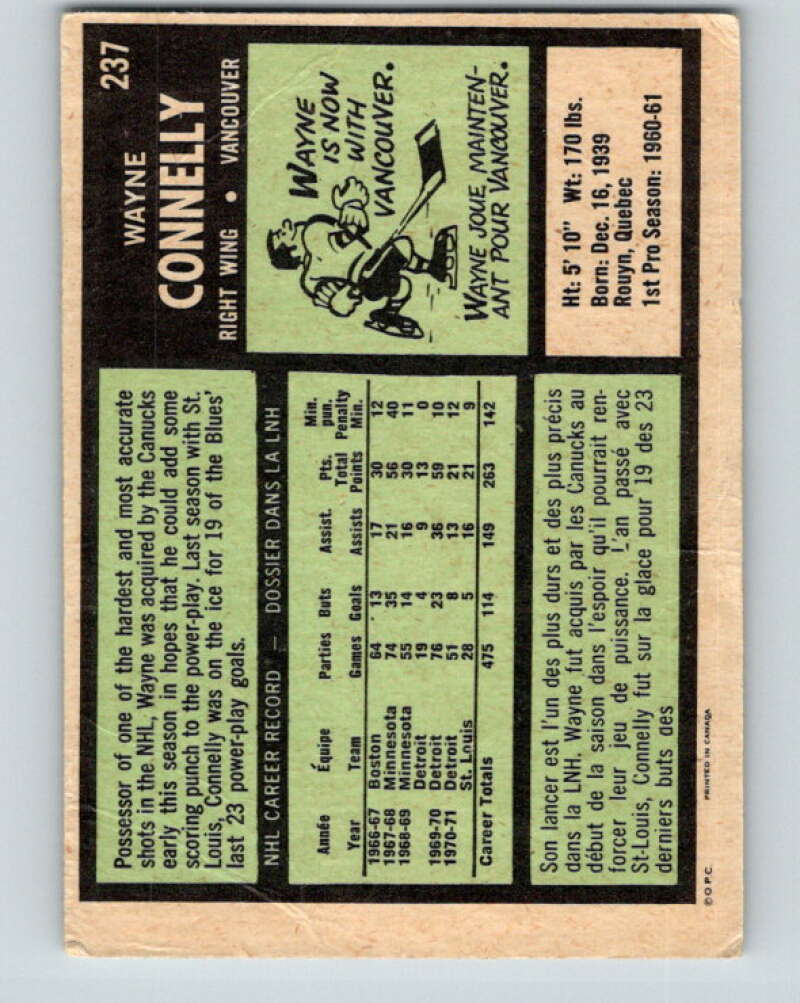 237
WAYNE
CONNELLY
RIGHT WING • VANCOUVER
Possessor of one of the hardest and most accurate
shots in the NHL, Wayne was acquired by the Canucks
early this season in hopes that he could add some
scoring punch to the power-play. Last season with St.
Louis, Connelly was on the ice for 19 of the Blues'
last 23 power-play goals.
WAYNE
IS NOW
WITH
VANCOUVER.
WAYNE JOUE, MAINTEN-
ANT POUR VANCOUVER.
NHL CAREER RECORD — DOSSIER DANS LA LNH
Année Équipe Parties Buts Assist. Pts. Total Min. pun.
Year Team Games Goals Assists Points Penalty Min.
1966-67 Boston 64 13 17 30 12
1967-68 Minnesota 74 35 21 56 40
1968-69 Minnesota 55 14 16 30 11
Detroit 19 4 9 13 0
1969-70 Detroit 76 23 36 59 10
1970-71 Detroit 51 8 13 21 12
St. Louis 28 5 16 21 9
Career Totals 475 114 149 263 142
Ht: 5' 10" Wt: 170 lbs.
Born: Dec. 16, 1939
Rouyn, Quebec
1st Pro Season: 1960-61
Son lancer est l'un des plus durs et des plus précis
dans la LNH. Wayne fut acquis par les Canucks au
début de la saison dans l'espoir qu'il pourrait ren-
forcer leur jeu de puissance. L'an passé avec
St-Louis, Connelly fut sur la glace pour 19 des 23
derniers buts des
© O.P.C. PRINTED IN CANADA